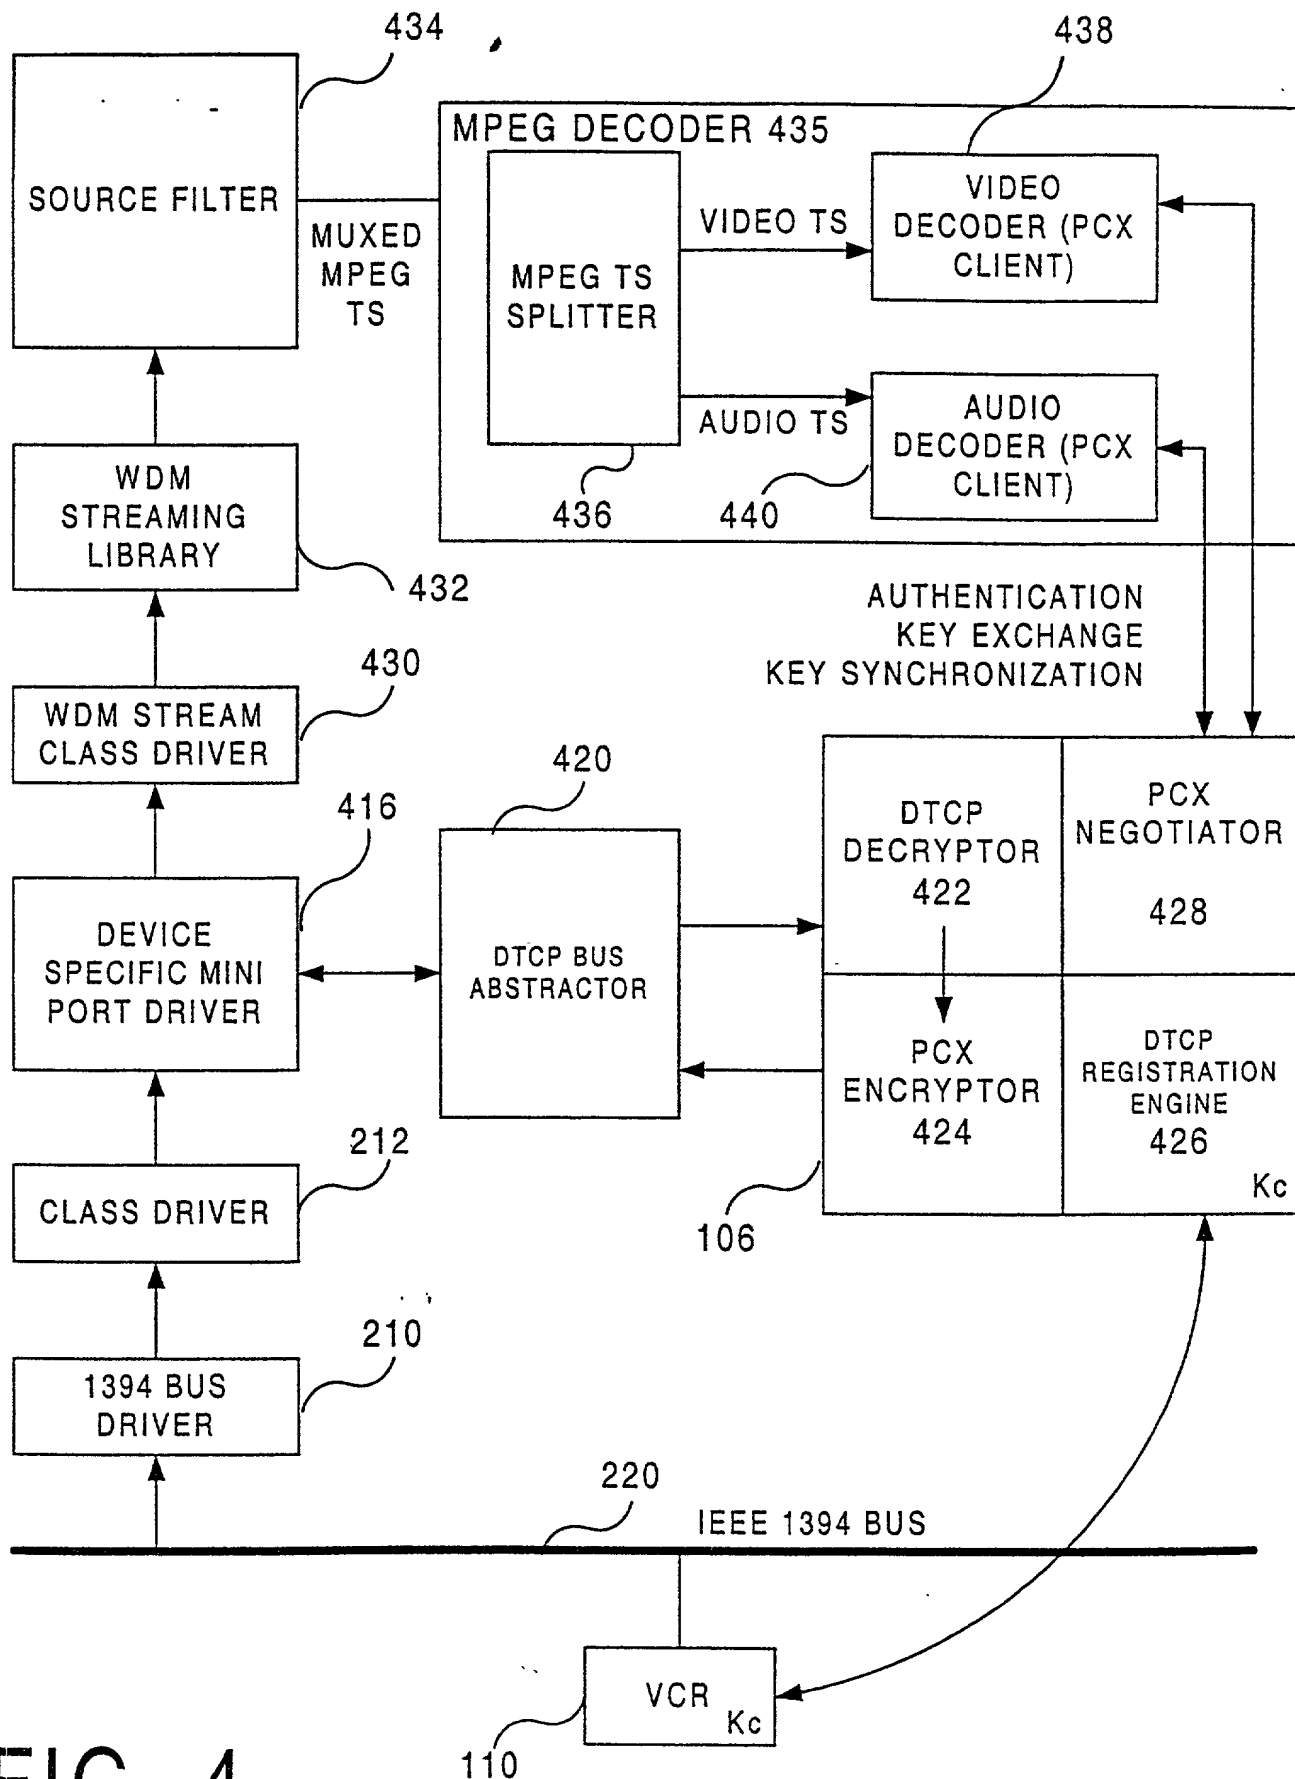 434
438
SOURCE FILTER
MUXED
MPEG
TS
MPEG DECODER 435
MPEG TS
SPLITTER
436
VIDEO TS
AUDIO TS
VIDEO
DECODER (PCX
CLIENT)
AUDIO
DECODER (PCX
CLIENT)
440
WDM
STREAMING
LIBRARY
432
AUTHENTICATION
KEY EXCHANGE
KEY SYNCHRONIZATION
430
WDM STREAM
CLASS DRIVER
416
420
DEVICE
SPECIFIC MINI
PORT DRIVER
DTCP BUS
ABSTRACTOR
DTCP
DECRYPTOR
422
PCX
NEGOTIATOR
428
PCX
ENCRYPTOR
424
DTCP
REGISTRATION
ENGINE
426
Kc
106
212
CLASS DRIVER
210
1394 BUS
DRIVER
220
IEEE 1394 BUS
VCR
Kc
110
FIG. 4